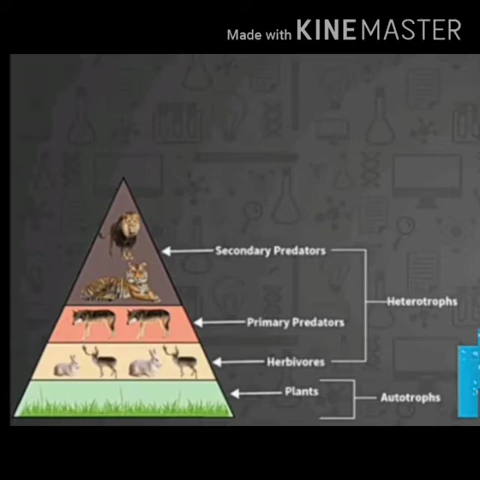 Made with KINEMASTER
Secondary Predators
Heterotrophs
Primary Predators
Herbivores
Plants
Autotrophs